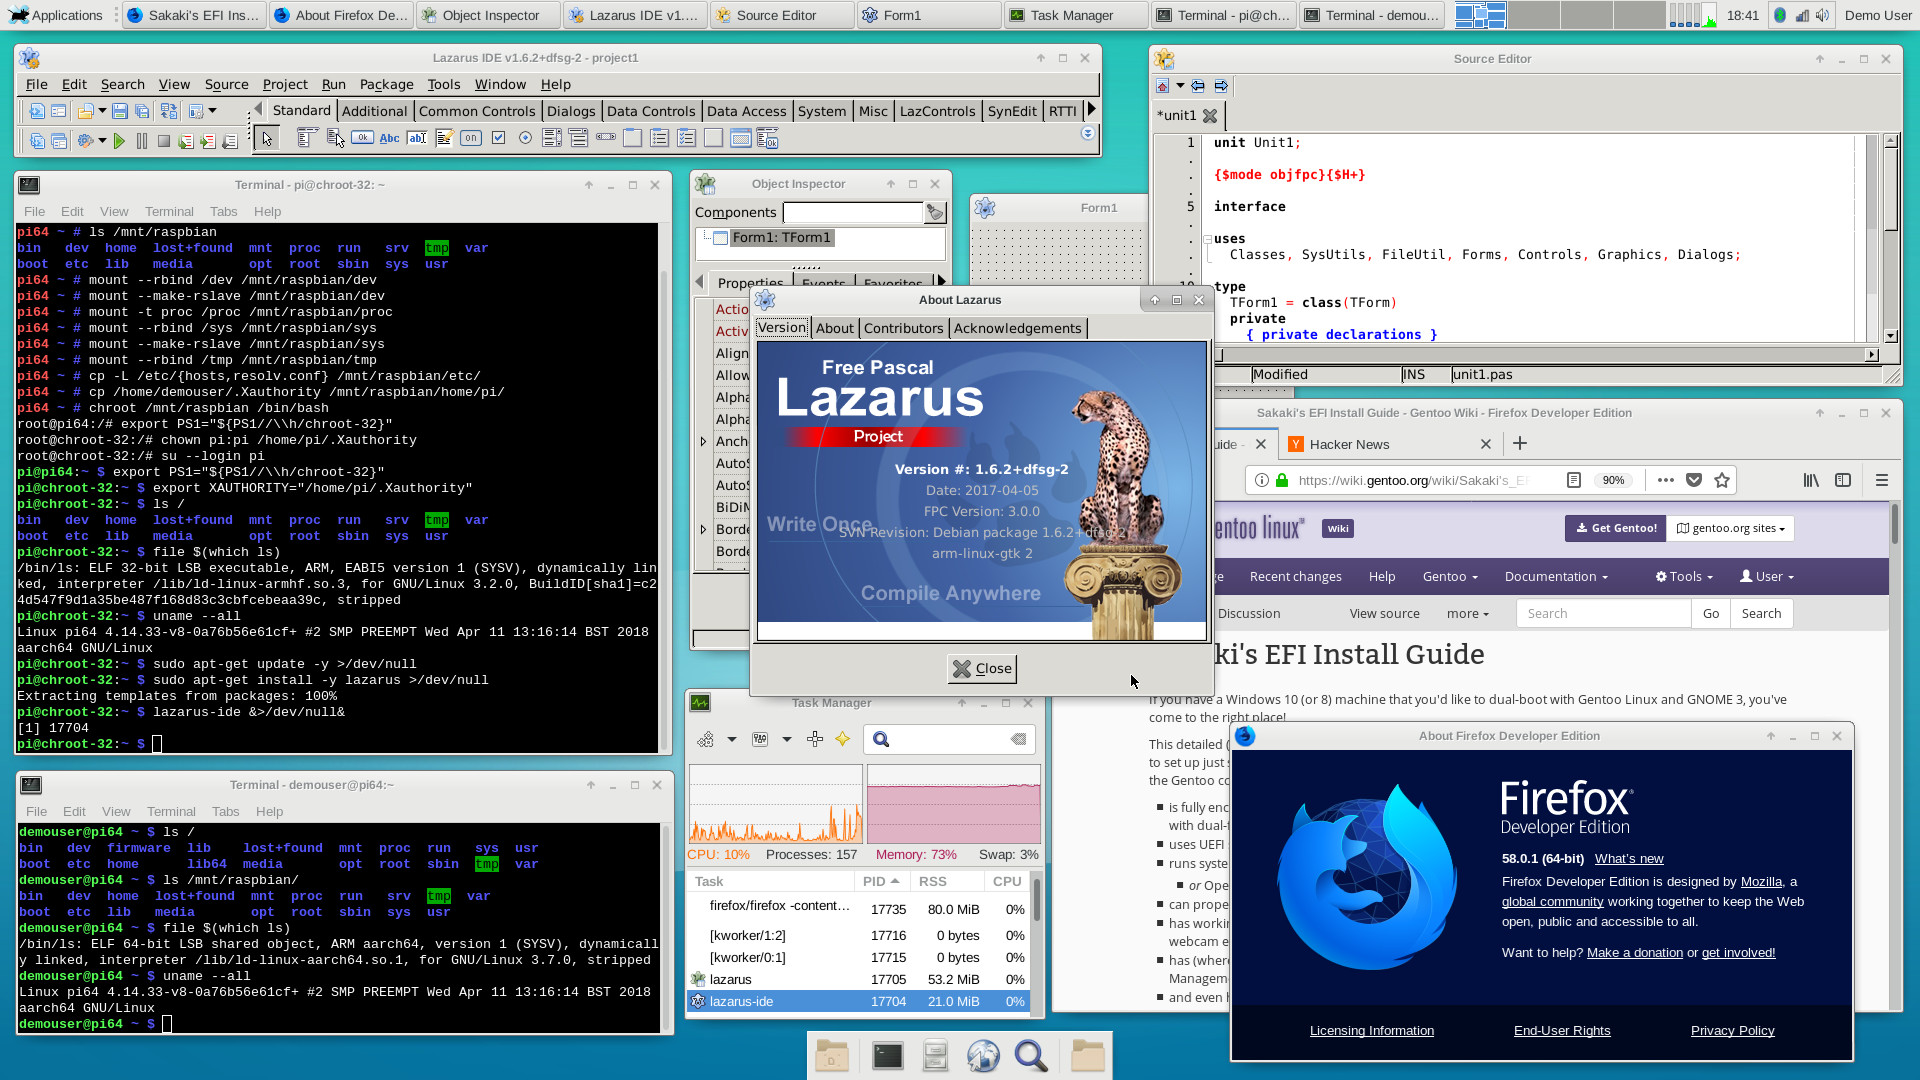 Applications
Sakaki's EFI Ins...
About Firefox De...
Object Inspector
Lazarus IDE v1....
Source Editor
Form1
Task Manager
Terminal - pi@ch...
Terminal - demou...
18:41
Demo User
Lazarus IDE v1.6.2+dfsg-2 - project1
File Edit Search View Source Project Run Package Tools Window Help
Standard Additional Common Controls Dialogs Data Controls Data Access System Misc LazControls SynEdit RTTI
Ok Abc abI on
Terminal - pi@chroot-32: ~
File Edit View Terminal Tabs Help
pi64 ~ # ls /mnt/raspbian
bin dev home lost+found mnt proc run srv tmp var
boot etc lib media opt root sbin sys usr
pi64 ~ # mount --rbind /dev /mnt/raspbian/dev
pi64 ~ # mount --make-rslave /mnt/raspbian/dev
pi64 ~ # mount -t proc /proc /mnt/raspbian/proc
pi64 ~ # mount --rbind /sys /mnt/raspbian/sys
pi64 ~ # mount --make-rslave /mnt/raspbian/sys
pi64 ~ # mount --rbind /tmp /mnt/raspbian/tmp
pi64 ~ # cp -L /etc/{hosts,resolv.conf} /mnt/raspbian/etc/
pi64 ~ # cp /home/demouser/.Xauthority /mnt/raspbian/home/pi/
pi64 ~ # chroot /mnt/raspbian /bin/bash
root@pi64:/# export PS1="${PS1//\\h/chroot-32}"
root@chroot-32:/# chown pi:pi /home/pi/.Xauthority
root@chroot-32:/# su --login pi
pi@pi64:~ $ export PS1="${PS1//\\h/chroot-32}"
pi@chroot-32:~ $ export XAUTHORITY="/home/pi/.Xauthority"
pi@chroot-32:~ $ ls /
bin dev home lost+found mnt proc run srv tmp var
boot etc lib media opt root sbin sys usr
pi@chroot-32:~ $ file $(which ls)
/bin/ls: ELF 32-bit LSB executable, ARM, EABI5 version 1 (SYSV), dynamically lin
ked, interpreter /lib/ld-linux-armhf.so.3, for GNU/Linux 3.2.0, BuildID[sha1]=c2
4d547f9d1a35be487f168d83c3cbfcebeaa39c, stripped
pi@chroot-32:~ $ uname --all
Linux pi64 4.14.33-v8-0a76b56e61cf+ #2 SMP PREEMPT Wed Apr 11 13:16:14 BST 2018
aarch64 GNU/Linux
pi@chroot-32:~ $ sudo apt-get update -y >/dev/null
pi@chroot-32:~ $ sudo apt-get install -y lazarus >/dev/null
Extracting templates from packages: 100%
pi@chroot-32:~ $ lazarus-ide &>/dev/null&
[1] 17704
pi@chroot-32:~ $
Terminal - demouser@pi64:~
File Edit View Terminal Tabs Help
demouser@pi64 ~ $ ls /
bin dev firmware lib lost+found mnt proc run sys usr
boot etc home lib64 media opt root sbin tmp var
demouser@pi64 ~ $ ls /mnt/raspbian/
bin dev home lost+found mnt proc run srv tmp var
boot etc lib media opt root sbin sys usr
demouser@pi64 ~ $ file $(which ls)
/bin/ls: ELF 64-bit LSB shared object, ARM aarch64, version 1 (SYSV), dynamicall
y linked, interpreter /lib/ld-linux-aarch64.so.1, for GNU/Linux 3.7.0, stripped
demouser@pi64 ~ $ uname --all
Linux pi64 4.14.33-v8-0a76b56e61cf+ #2 SMP PREEMPT Wed Apr 11 13:16:14 BST 2018
aarch64 GNU/Linux
demouser@pi64 ~ $
Object Inspector
Components
Form1: TForm1
Properties Events Favorites
Actio
Activ
Align
Allow
Alpha
Alpha
Anch
AutoS
AutoS
BiDiM
Borde
Borde
Form1
About Lazarus
Version About Contributors Acknowledgements
Free Pascal
Lazarus
Project
Version #: 1.6.2+dfsg-2
Date: 2017-04-05
FPC Version: 3.0.0
Write Once
SVN Revision: Debian package 1.6.2+dfsg-2
arm-linux-gtk 2
Compile Anywhere
Close
Task Manager
CPU: 10% Processes: 157 Memory: 73% Swap: 3%
Task PID RSS CPU
firefox/firefox -content... 17735 80.0 MiB 0%
[kworker/1:2] 17716 0 bytes 0%
[kworker/0:1] 17715 0 bytes 0%
lazarus 17705 53.2 MiB 0%
lazarus-ide 17704 21.0 MiB 0%
Source Editor
*unit1
1 unit Unit1;
{$mode objfpc}{$H+}
5 interface
uses
Classes, SysUtils, FileUtil, Forms, Controls, Graphics, Dialogs;
type
TForm1 = class(TForm)
private
{ private declarations }
Modified INS unit1.pas
Sakaki's EFI Install Guide - Gentoo Wiki - Firefox Developer Edition
uide - Hacker News
https://wiki.gentoo.org/wiki/Sakaki's_E 90%
entoo linux Wiki Get Gentoo! gentoo.org sites
ge Recent changes Help Gentoo Documentation Tools User
Discussion View source more Search Go Search
ki's EFI Install Guide
If you have a Windows 10 (or 8) machine that you'd like to dual-boot with Gentoo Linux and GNOME 3, you've
come to the right place!
This detailed (
to set up just s
the Gentoo co
is fully enc
with dual-f
uses UEFI
runs syste
or Ope
can prope
has workin
webcam e
has (where
Managem
and even h
About Firefox Developer Edition
Firefox
Developer Edition
58.0.1 (64-bit) What's new
Firefox Developer Edition is designed by Mozilla, a
global community working together to keep the Web
open, public and accessible to all.
Want to help? Make a donation or get involved!
Licensing Information End-User Rights Privacy Policy